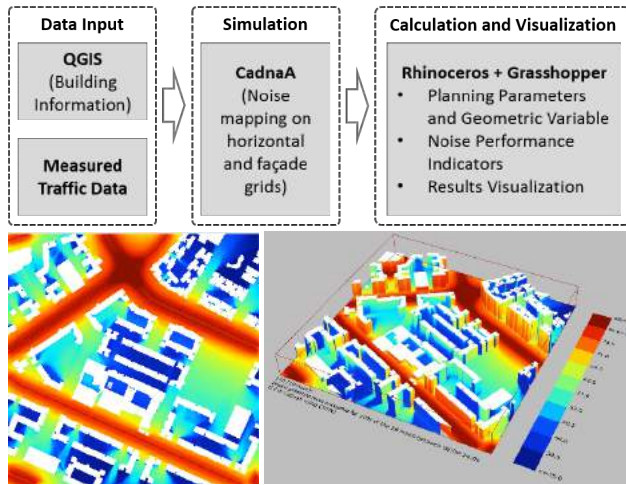 Data Input
QGIS
(Building
Information)
Measured
Traffic Data
Simulation
CadnaA
(Noise
mapping on
horizontal
and façade
grids)
Calculation and Visualization
Rhinoceros + Grasshopper
• Planning Parameters
and Geometric Variable
• Noise Performance
Indicators
• Results Visualization